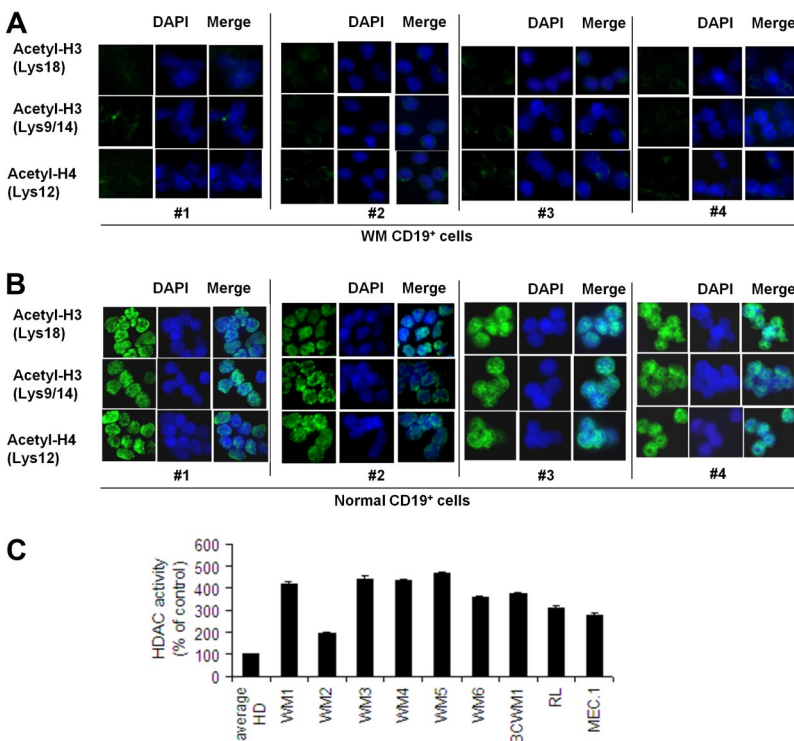 A
DAPI Merge DAPI Merge DAPI Merge DAPI Merge
Acetyl-H3
(Lys18)
Acetyl-H3
(Lys9/14)
Acetyl-H4
(Lys12)
#1 #2 #3 #4
WM CD19⁺ cells
B
DAPI Merge DAPI Merge DAPI Merge DAPI Merge
Acetyl-H3
(Lys18)
Acetyl-H3
(Lys9/14)
Acetyl-H4
(Lys12)
#1 #2 #3 #4
Normal CD19⁺ cells
C
HDAC activity
(% of control)
600
500
400
300
200
100
0
average
HD
WM1
WM2
WM3
WM4
WM5
WM6
BCWM1
RL
MEC.1